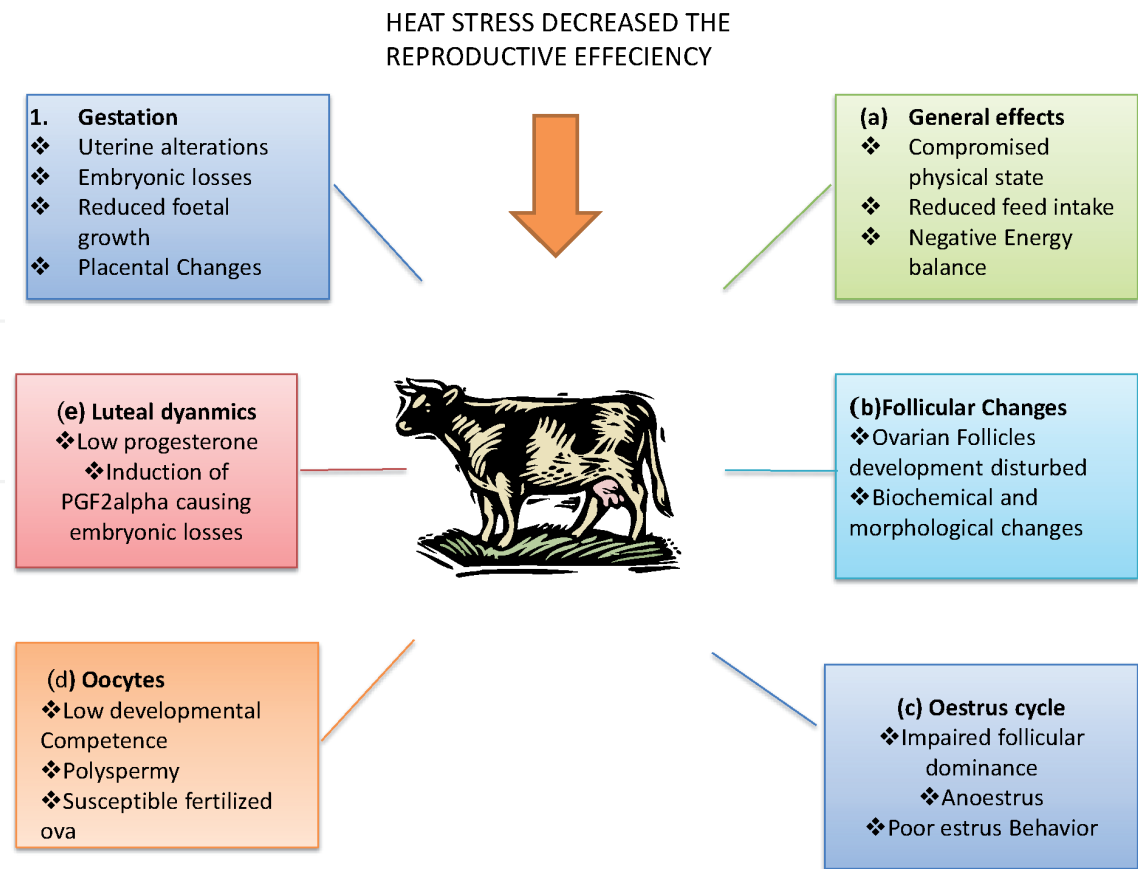 HEAT STRESS DECREASED THE
REPRODUCTIVE EFFECIENCY
1. Gestation
❖ Uterine alterations
❖ Embryonic losses
❖ Reduced foetal
growth
❖ Placental Changes
(a) General effects
❖ Compromised
physical state
❖ Reduced feed intake
❖ Negative Energy
balance
(e) Luteal dyanmics
❖Low progesterone
❖Induction of
PGF2alpha causing
embryonic losses
(b)Follicular Changes
❖Ovarian Follicles
development disturbed
❖Biochemical and
morphological changes
(d) Oocytes
❖Low developmental
Competence
❖Polyspermy
❖Susceptible fertilized
ova
(c) Oestrus cycle
❖Impaired follicular
dominance
❖Anoestrus
❖Poor estrus Behavior